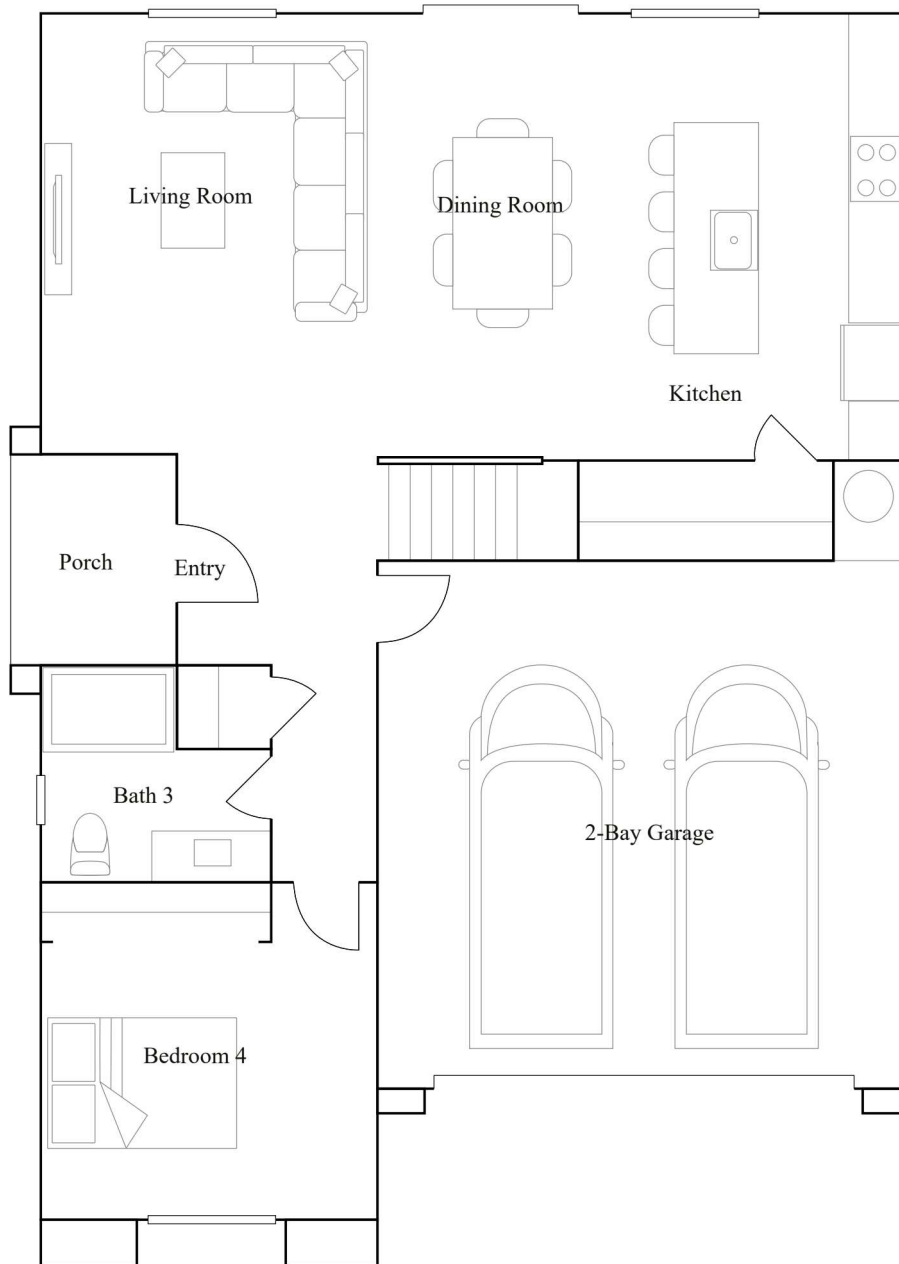 Living Room
Dining Room
Kitchen
Porch
Entry
Bath 3
2-Bay Garage
Bedroom 4